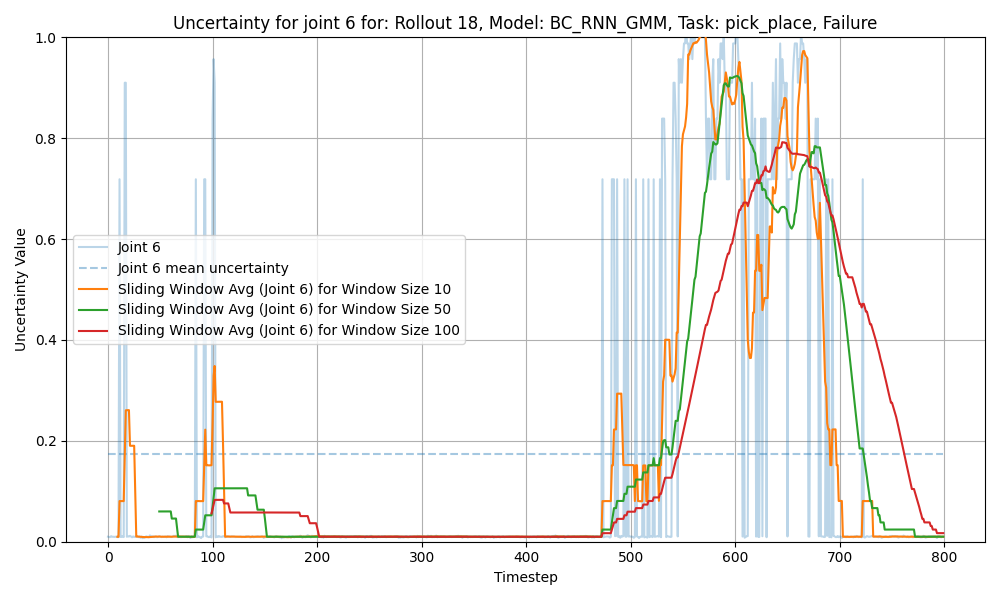 Uncertainty for joint 6 for: Rollout 18, Model: BC_RNN_GMM, Task: pick_place, Failure
Uncertainty Value
1.0
0.8
0.6
0.4
0.2
0.0
Joint 6
Joint 6 mean uncertainty
Sliding Window Avg (Joint 6) for Window Size 10
Sliding Window Avg (Joint 6) for Window Size 50
Sliding Window Avg (Joint 6) for Window Size 100
0 100 200 300 400 500 600 700 800
Timestep